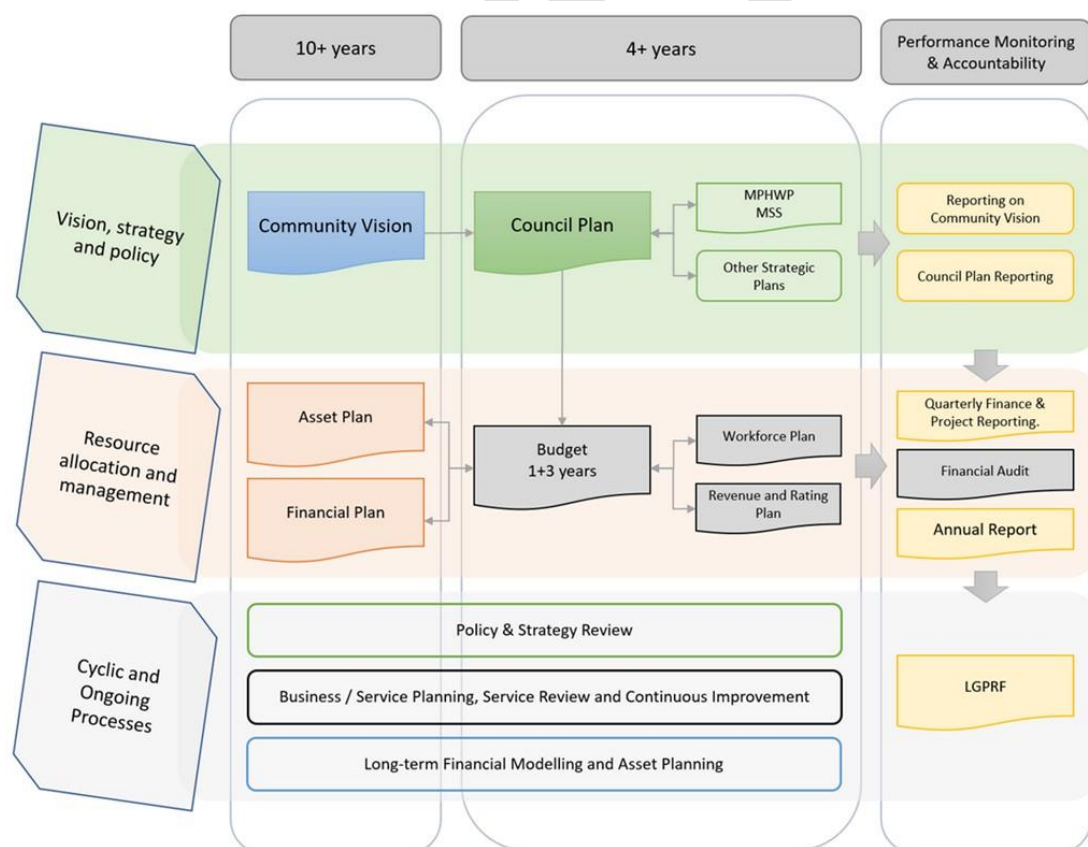 10+ years
4+ years
Performance Monitoring
& Accountability
Vision, strategy
and policy
Community Vision
Council Plan
MPHWP
MSS
Other Strategic
Plans
Reporting on
Community Vision
Council Plan Reporting
Resource
allocation and
management
Asset Plan
Financial Plan
Budget
1+3 years
Workforce Plan
Revenue and Rating
Plan
Quarterly Finance &
Project Reporting.
Financial Audit
Annual Report
Cyclic and
Ongoing
Processes
Policy & Strategy Review
Business / Service Planning, Service Review and Continuous Improvement
Long-term Financial Modelling and Asset Planning
LGPRF